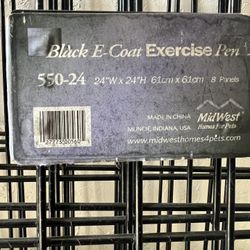 Black E-Coat Exercise Pen
550-24 24"W x 24"H 61cm x 61cm 8 Panels
MADE IN CHINA
MUNCIE, INDIANA, USA
MidWest
Homes For Pets
www.midwesthomes4pets.com